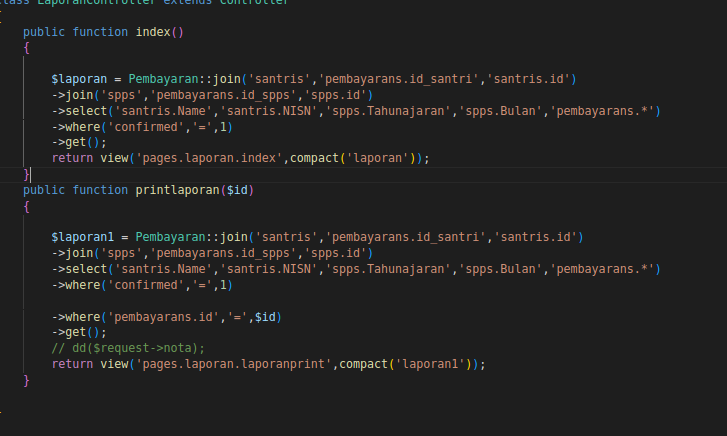 class LaporanController extends Controller
{
public function index()
{
$laporan = Pembayaran::join('santris','pembayarans.id_santri','santris.id')
->join('spps','pembayarans.id_spps','spps.id')
->select('santris.Name','santris.NISN','spps.Tahunajaran','spps.Bulan','pembayarans.*')
->where('confirmed','=',1)
->get();
return view('pages.laporan.index',compact('laporan'));
}
public function printlaporan($id)
{
$laporan1 = Pembayaran::join('santris','pembayarans.id_santri','santris.id')
->join('spps','pembayarans.id_spps','spps.id')
->select('santris.Name','santris.NISN','spps.Tahunajaran','spps.Bulan','pembayarans.*')
->where('confirmed','=',1)
->where('pembayarans.id','=',$id)
->get();
// dd($request->nota);
return view('pages.laporan.laporanprint',compact('laporan1'));
}